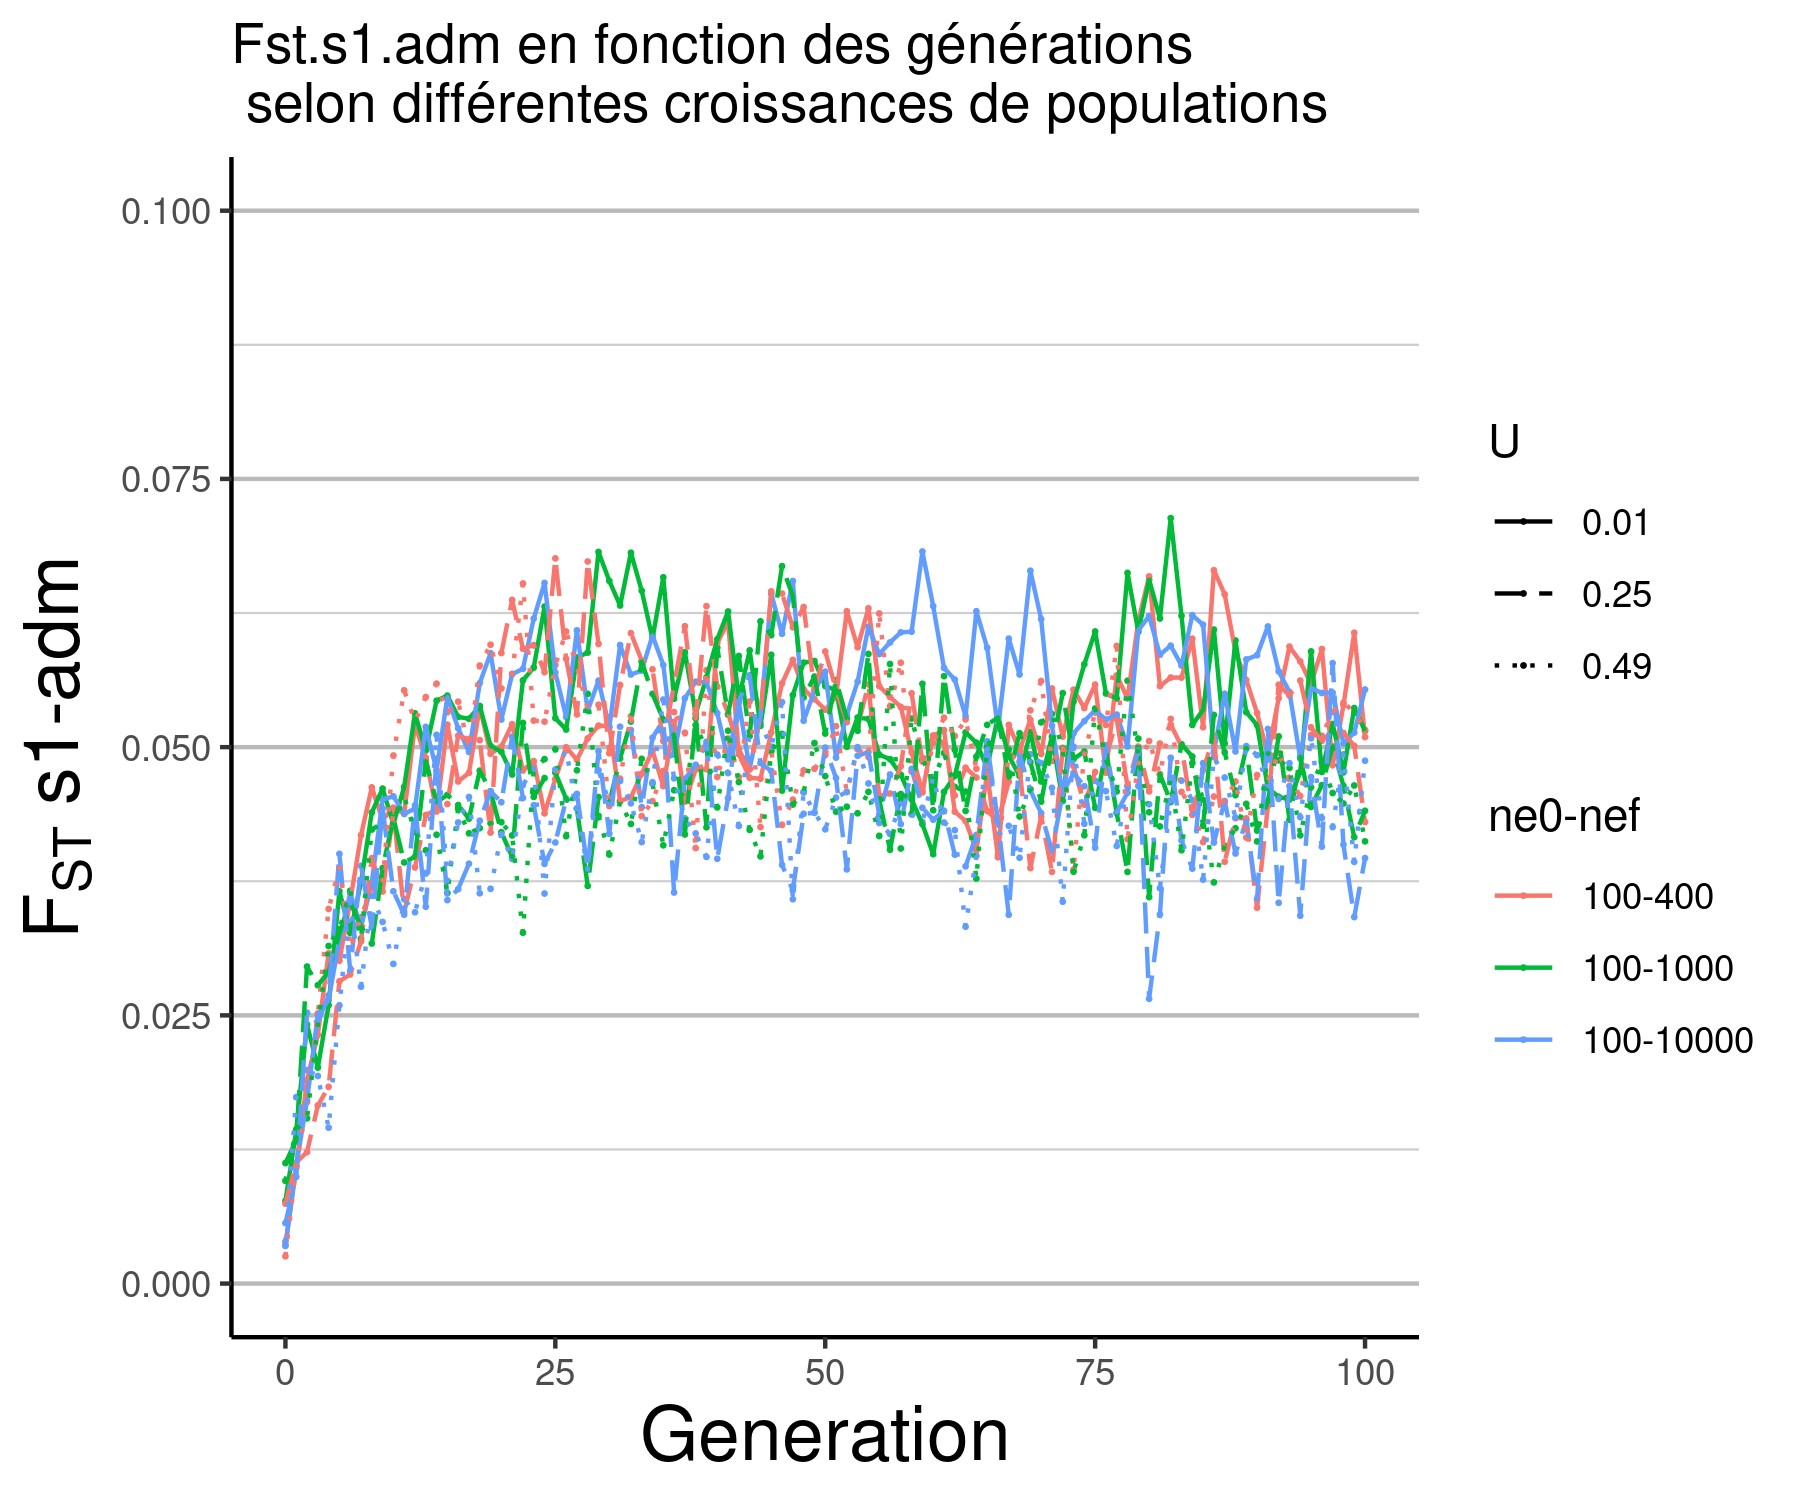 Fst.s1.adm en fonction des générations
selon différentes croissances de populations
0.100
0.075
0.050
0.025
0.000
FST s1-adm
0
25
50
75
100
Generation
U
0.01
0.25
0.49
ne0-nef
100-400
100-1000
100-10000